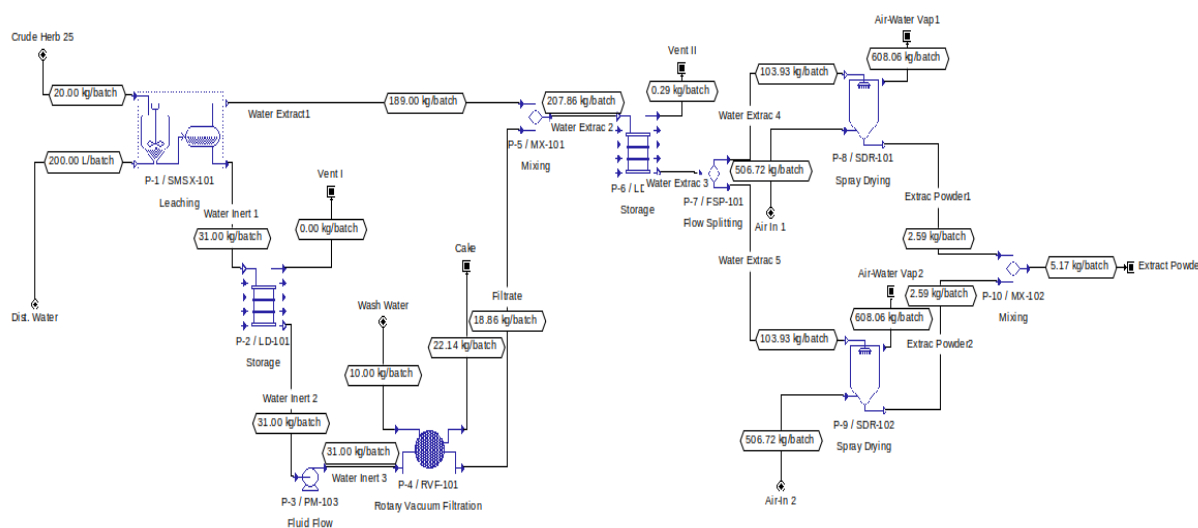 Crude Herb 25
20.00 kg/batch
200.00 L/batch
Dist. Water
P-1 / SMSX-101
Leaching
Water Extract1
189.00 kg/batch
Water Inert 1
31.00 kg/batch
Vent I
0.00 kg/batch
P-2 / LD-101
Storage
Water Inert 2
31.00 kg/batch
P-3 / PM-103
Fluid Flow
31.00 kg/batch
Water Inert 3
Wash Water
10.00 kg/batch
P-4 / RVF-101
Rotary Vacuum Filtration
Cake
22.14 kg/batch
Filtrate
18.86 kg/batch
P-5 / MX-101
Mixing
207.86 kg/batch
Water Extrac 2
Vent II
0.29 kg/batch
P-6 / LD
Storage
Water Extrac 3
P-7 / FSP-101
Flow Splitting
103.93 kg/batch
Water Extrac 4
506.72 kg/batch
Air In 1
Air-Water Vap1
608.06 kg/batch
P-8 / SDR-101
Spray Drying
Extrac Powder1
2.59 kg/batch
Water Extrac 5
103.93 kg/batch
Air-Water Vap2
608.06 kg/batch
2.59 kg/batch
Extrac Powder2
P-9 / SDR-102
Spray Drying
506.72 kg/batch
Air-In 2
P-10 / MX-102
Mixing
5.17 kg/batch
Extract Powde